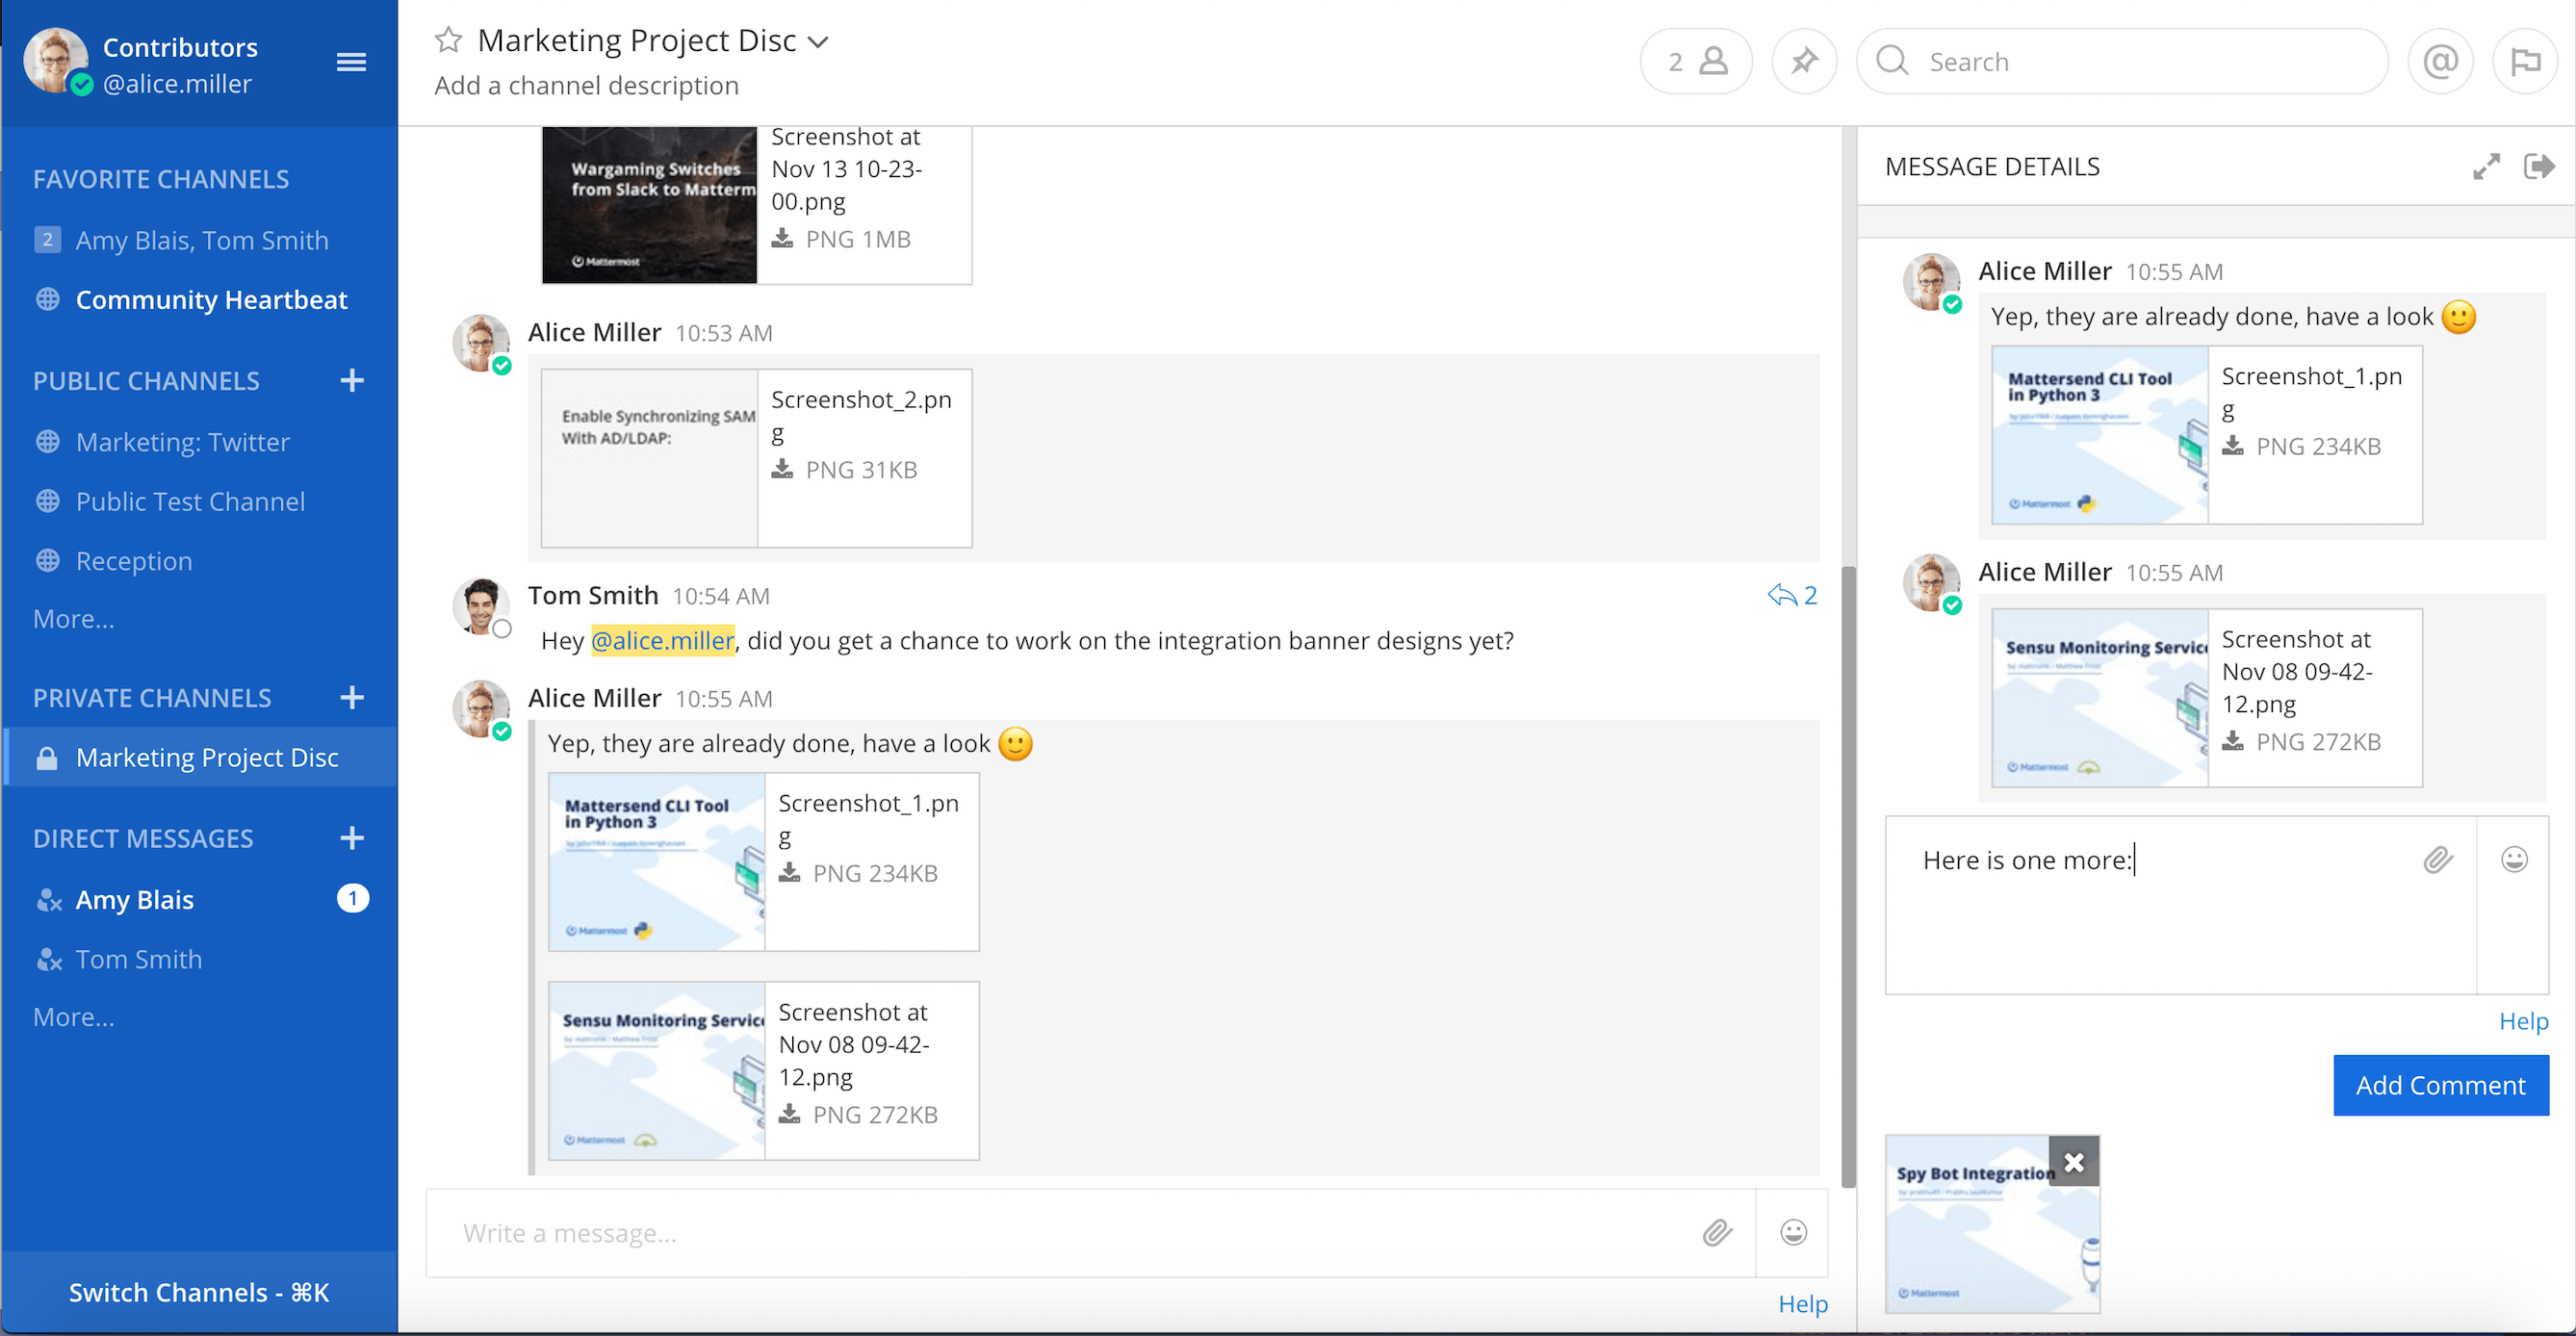 Contributors
@alice.miller
FAVORITE CHANNELS
2 Amy Blais, Tom Smith
Community Heartbeat
PUBLIC CHANNELS
Marketing: Twitter
Public Test Channel
Reception
More...
PRIVATE CHANNELS
Marketing Project Disc
DIRECT MESSAGES
Amy Blais 1
Tom Smith
More...
Switch Channels - ⌘K
Marketing Project Disc
Add a channel description
2
Search
Wargaming Switches
from Slack to Matterm
Mattermost
Screenshot at
Nov 13 10-23-
00.png
PNG 1MB
Alice Miller 10:53 AM
Enable Synchronizing SAM
With AD/LDAP:
Screenshot_2.pn
g
PNG 31KB
Tom Smith 10:54 AM
2
Hey @alice.miller, did you get a chance to work on the integration banner designs yet?
Alice Miller 10:55 AM
Yep, they are already done, have a look
Mattersend CLI Tool
in Python 3
Mattermost
Screenshot_1.pn
g
PNG 234KB
Sensu Monitoring Servic
Mattermost
Screenshot at
Nov 08 09-42-
12.png
PNG 272KB
Write a message...
Help
MESSAGE DETAILS
Alice Miller 10:55 AM
Yep, they are already done, have a look
Mattersend CLI Tool
in Python 3
Mattermost
Screenshot_1.pn
g
PNG 234KB
Alice Miller 10:55 AM
Sensu Monitoring Servic
Mattermost
Screenshot at
Nov 08 09-42-
12.png
PNG 272KB
Here is one more:
Help
Add Comment
Spy Bot Integration
Mattermost